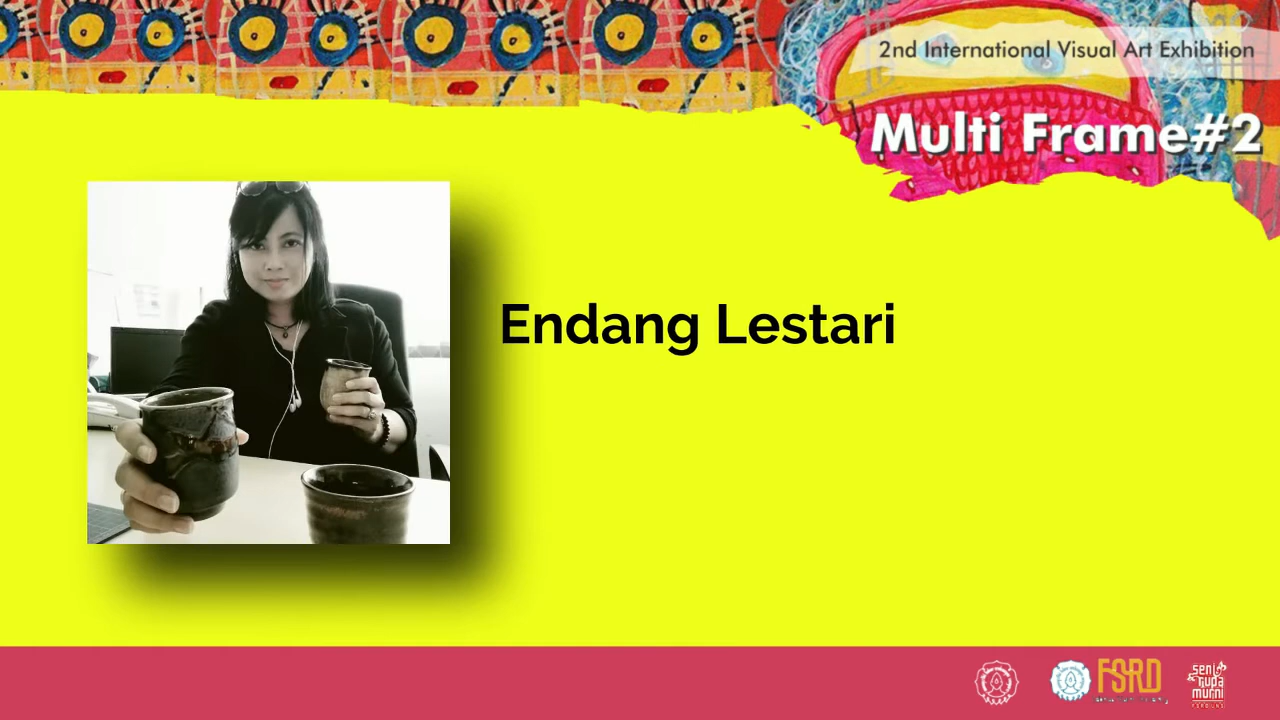 2nd International Visual Art Exhibition
Multi Frame#2
Endang Lestari
FSRD
seni
rupa
murni